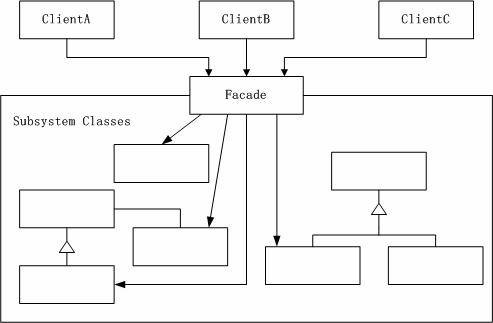 ClientA
ClientB
ClientC
Facade
Subsystem Classes